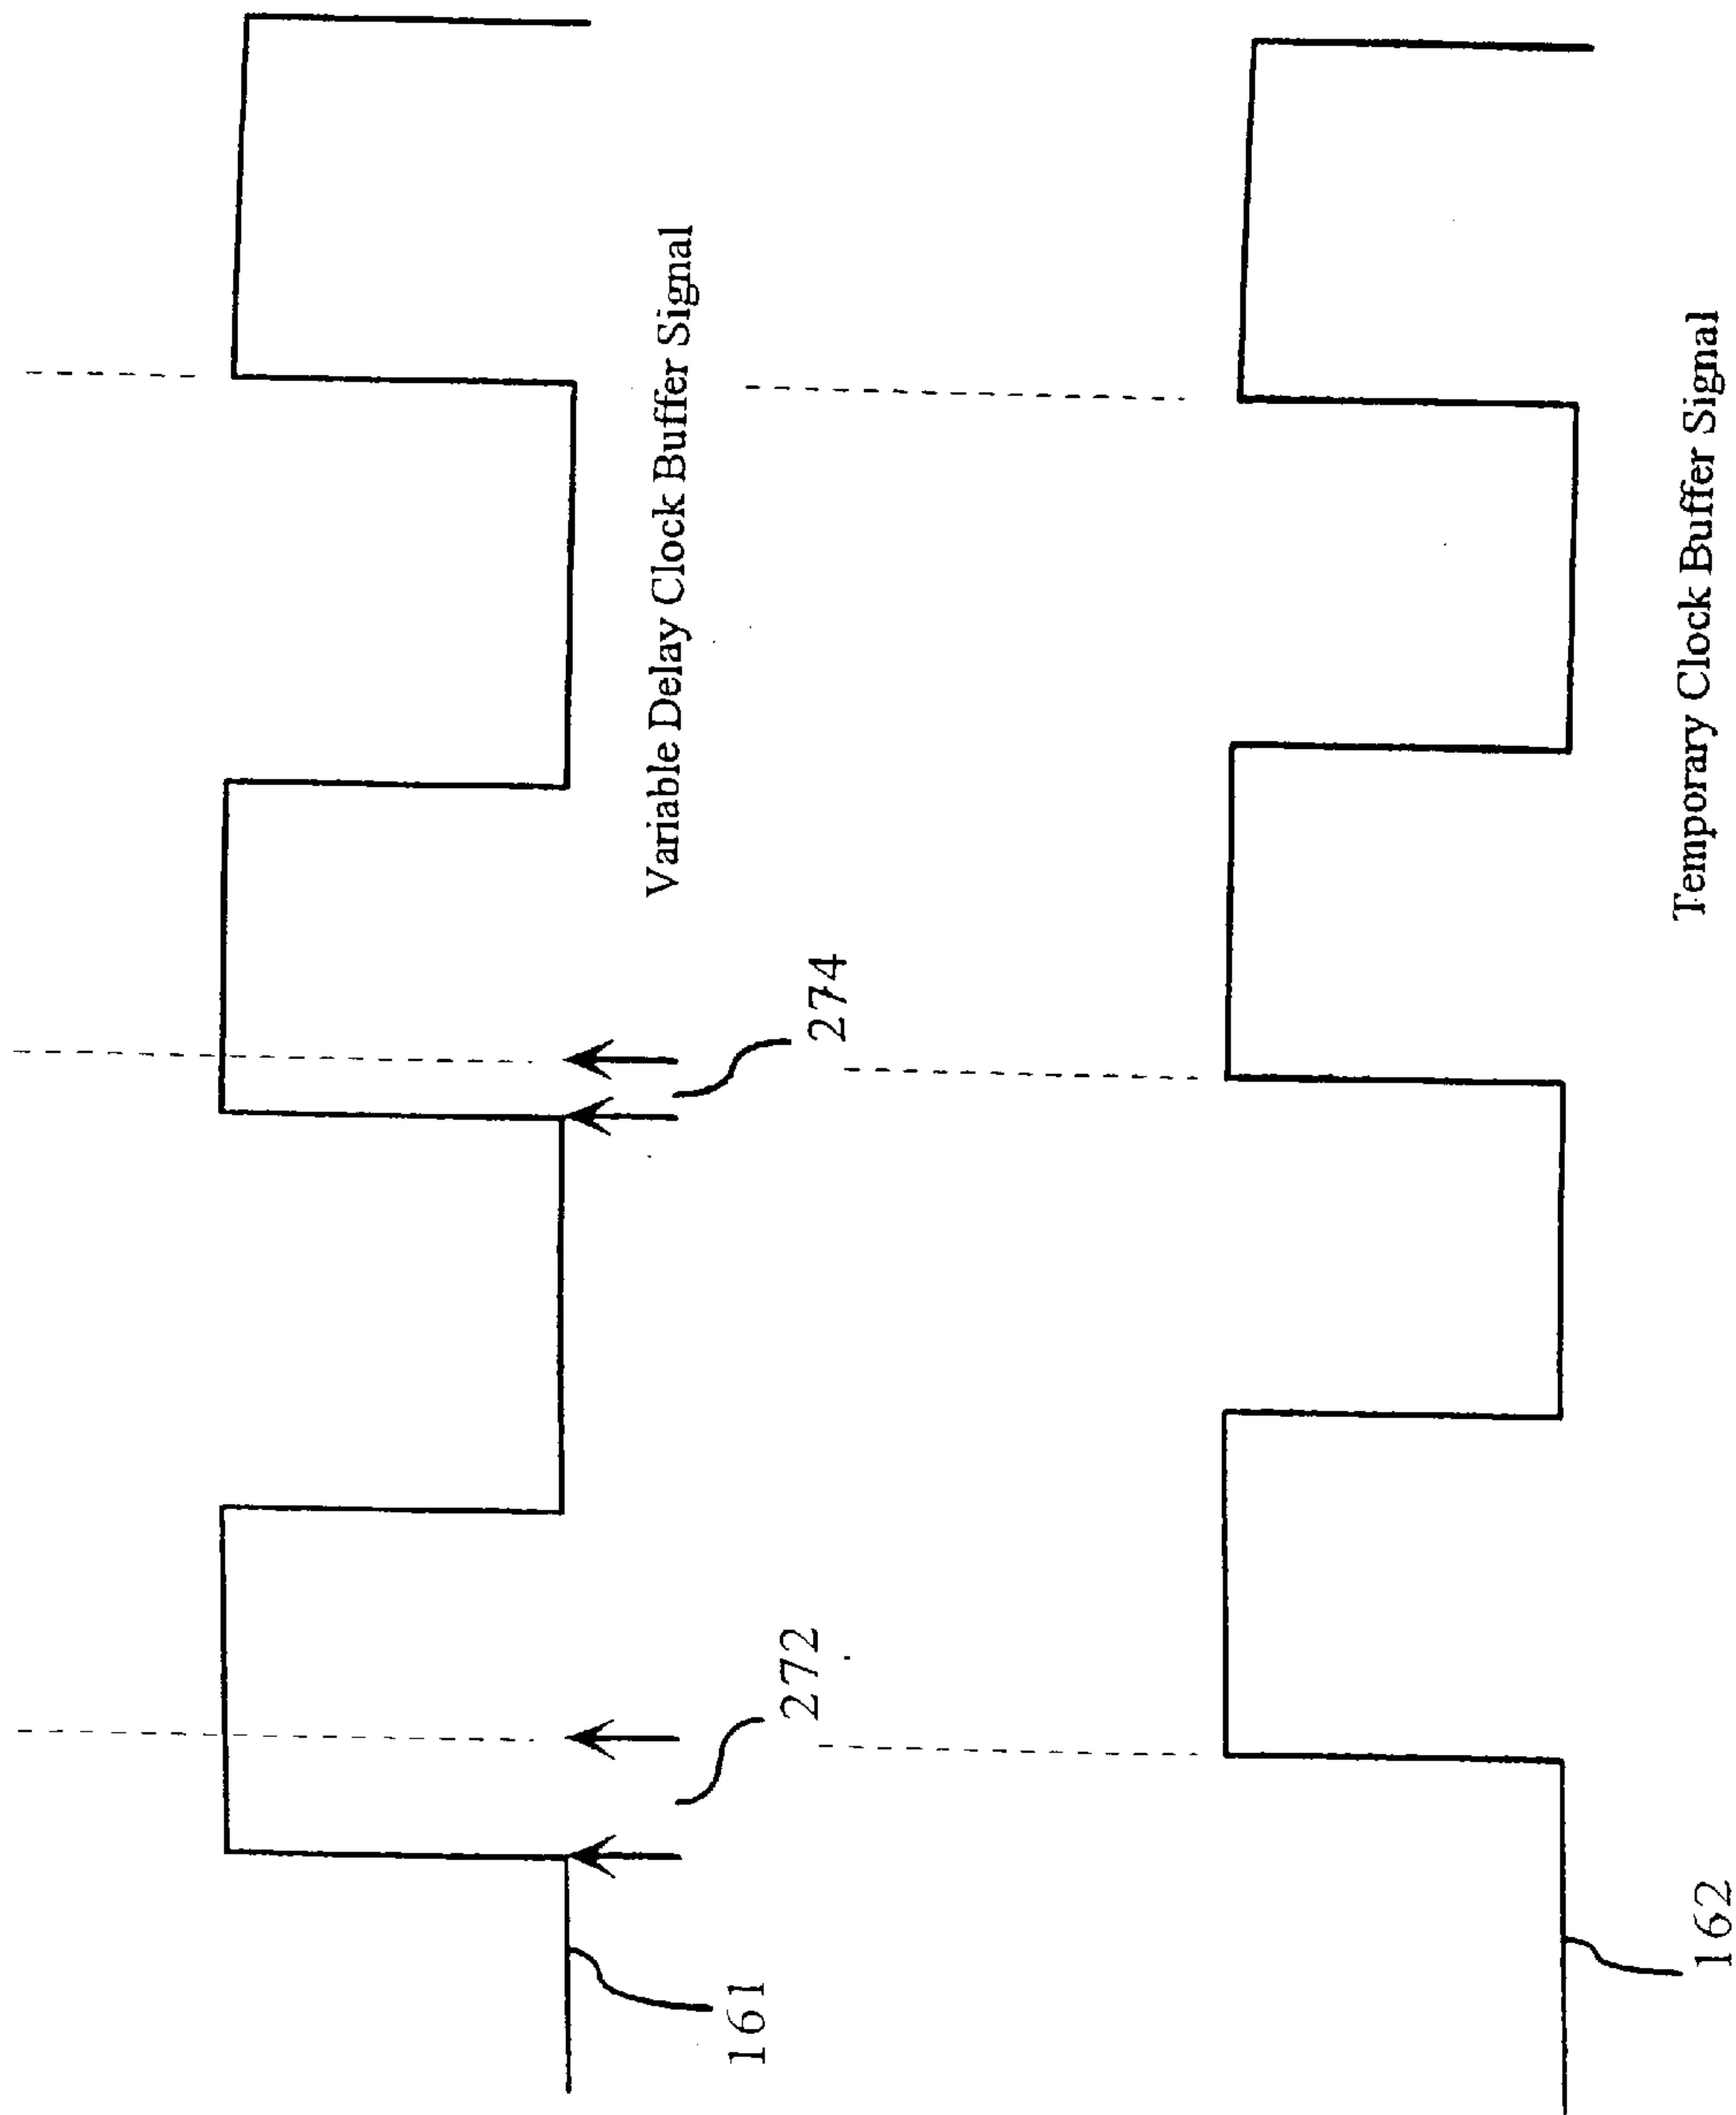 161
272
274
Variable Delay Clock Buffer Signal
162
Temporary Clock Buffer Signal